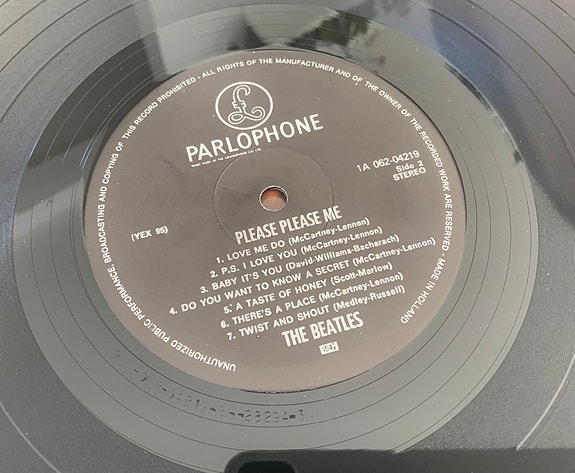 UNAUTHORIZED PUBLIC PERFORMANCE, BROADCASTING AND COPYING OF THIS RECORD PROHIBITED - ALL RIGHTS OF THE MANUFACTURER AND OF THE OWNER OF THE RECORDED WORK ARE RESERVED - MADE IN HOLLAND
£
PARLOPHONE
1A 062-04219
Side 2
STEREO
(YEX 95)
PLEASE PLEASE ME
1. LOVE ME DO (McCartney-Lennon)
2. P.S. I LOVE YOU (McCartney-Lennon)
3. BABY IT'S YOU (David-Williams-Bacharach)
4. DO YOU WANT TO KNOW A SECRET (McCartney-Lennon)
5. A TASTE OF HONEY (Scott-Marlow)
6. THERE'S A PLACE (McCartney-Lennon)
7. TWIST AND SHOUT (Medley-Russell)
THE BEATLES